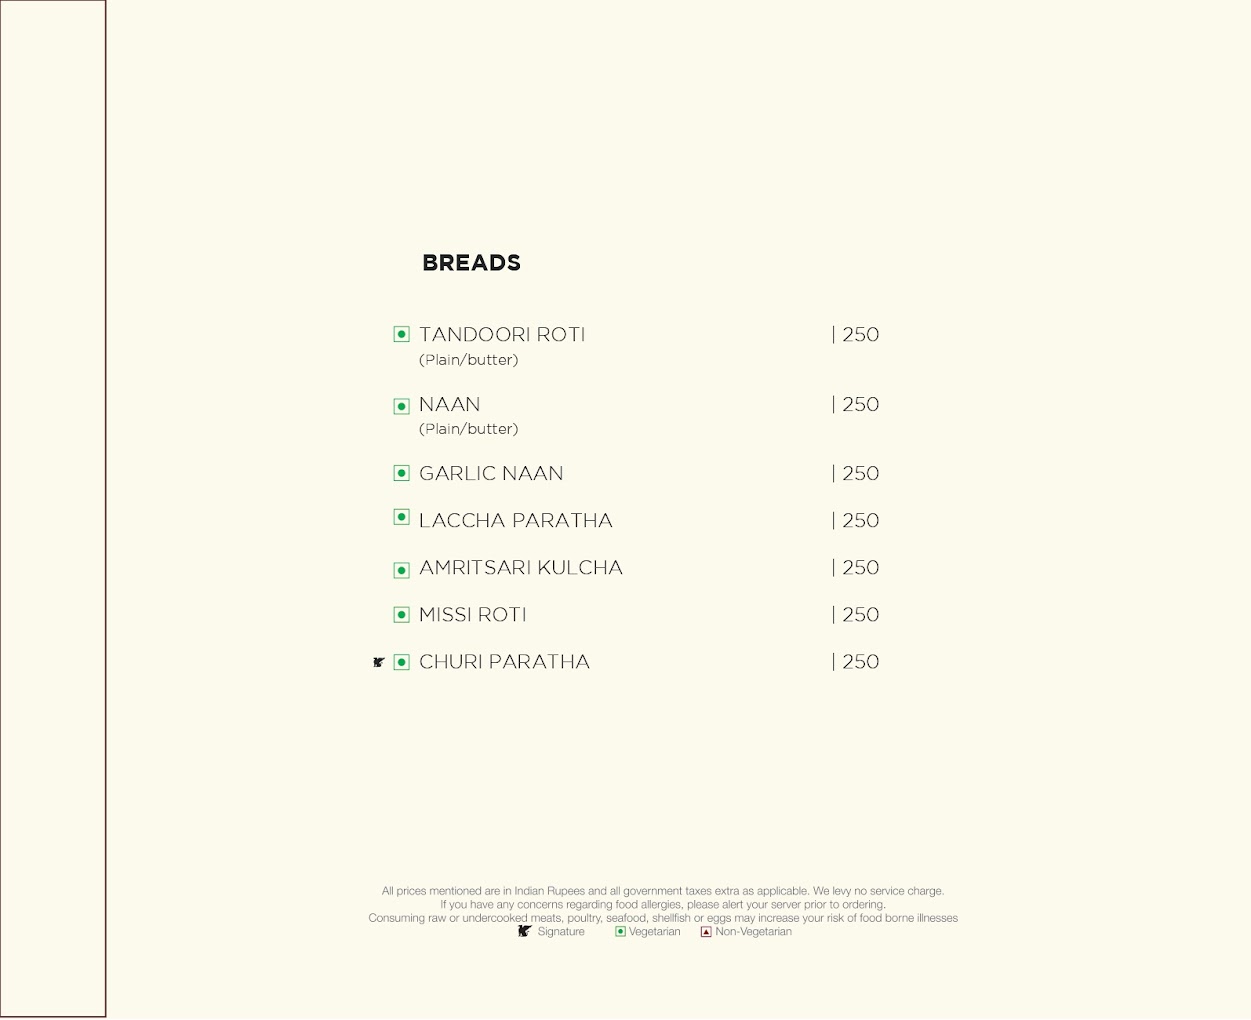 BREADS
TANDOORI ROTI | 250
(Plain/butter)
NAAN | 250
(Plain/butter)
GARLIC NAAN | 250
LACCHA PARATHA | 250
AMRITSARI KULCHA | 250
MISSI ROTI | 250
CHURI PARATHA | 250
All prices mentioned are in Indian Rupees and all government taxes extra as applicable. We levy no service charge.
If you have any concerns regarding food allergies, please alert your server prior to ordering.
Consuming raw or undercooked meats, poultry, seafood, shellfish or eggs may increase your risk of food borne illnesses
Signature Vegetarian Non-Vegetarian